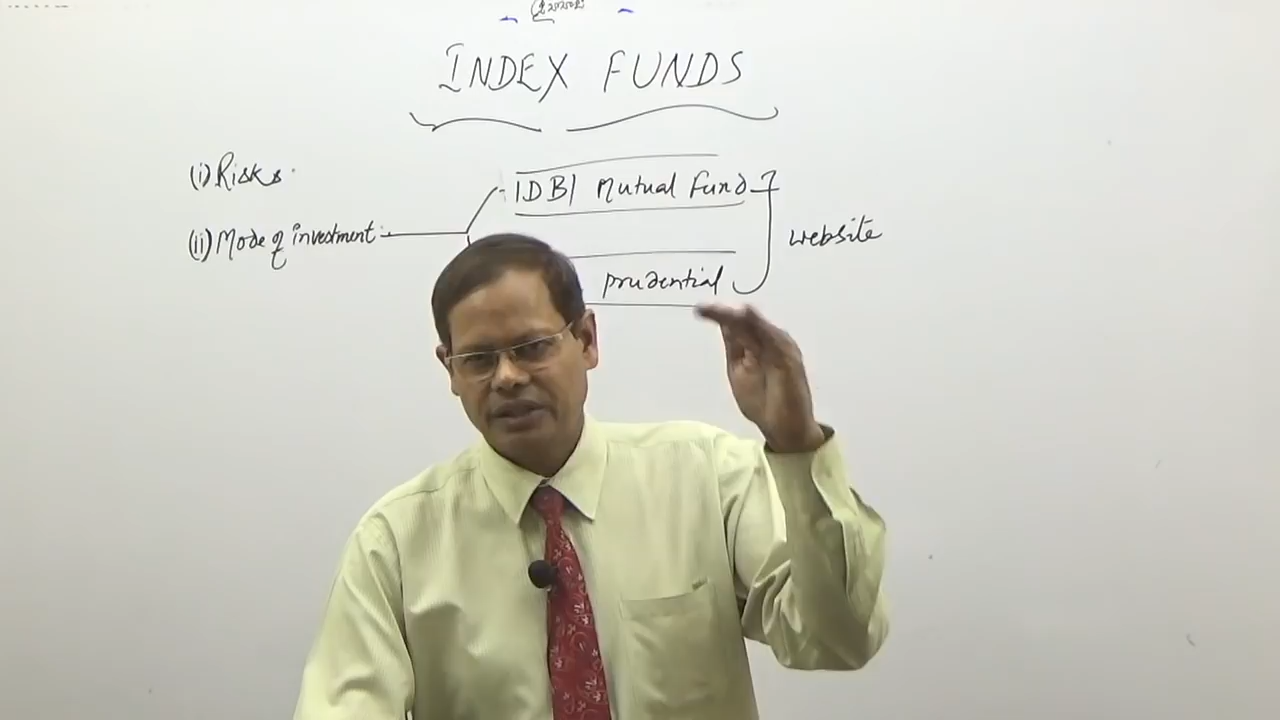 INDEX FUNDS
(i) Risks
IDBI Mutual Fund
(ii) Mode of investment
website
prudential